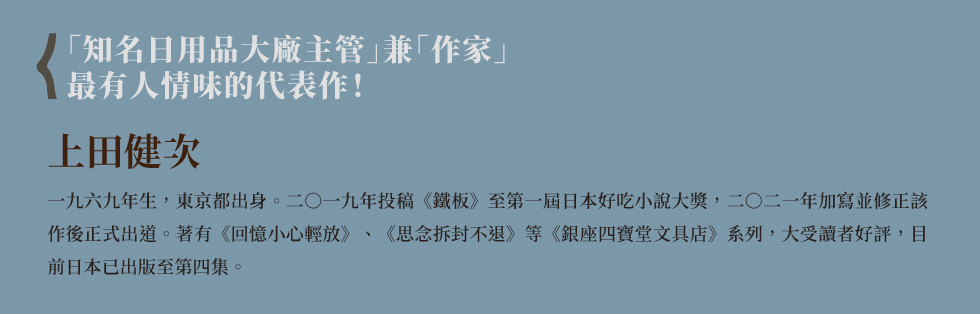 「知名日用品大廠主管」兼「作家」
最有人情味的代表作!
上田健次
一九六九年生，東京都出身。二〇一九年投稿《鐵板》至第一屆日本好吃小說大獎，二〇二一年加寫並修正該
作後正式出道。著有《回憶小心輕放》、《思念拆封不退》等《銀座四寶堂文具店》系列，大受讀者好評，目
前日本已出版至第四集。